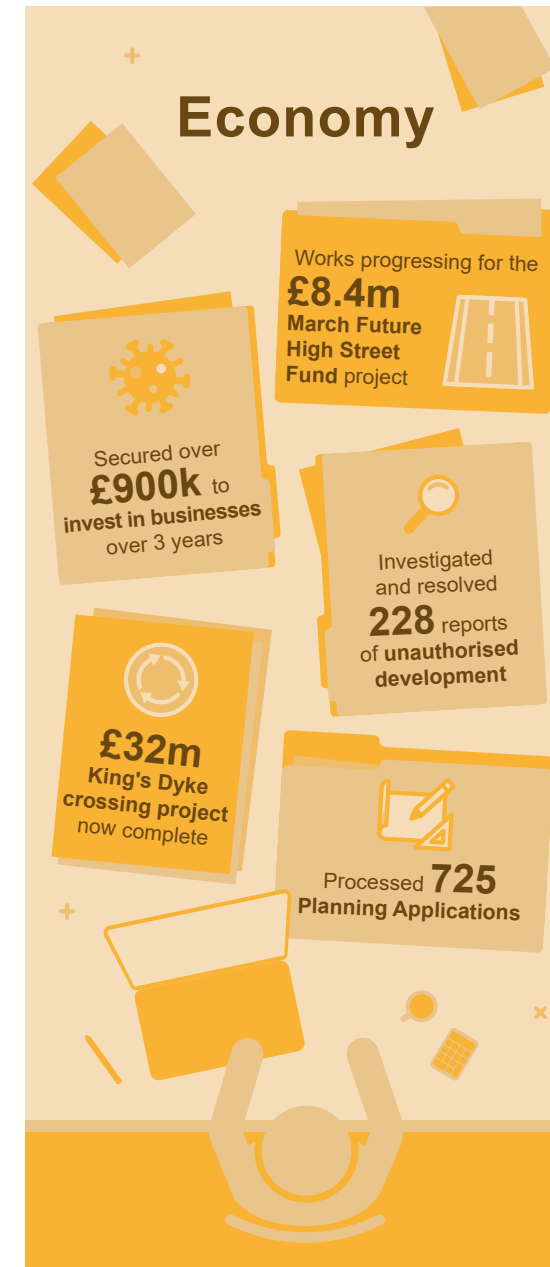 Economy
Works progressing for the
£8.4m
March Future
High Street
Fund project
Secured over
£900k to
invest in businesses
over 3 years
Investigated
and resolved
228 reports
of unauthorised
development
£32m
King's Dyke
crossing project
now complete
Processed 725
Planning Applications